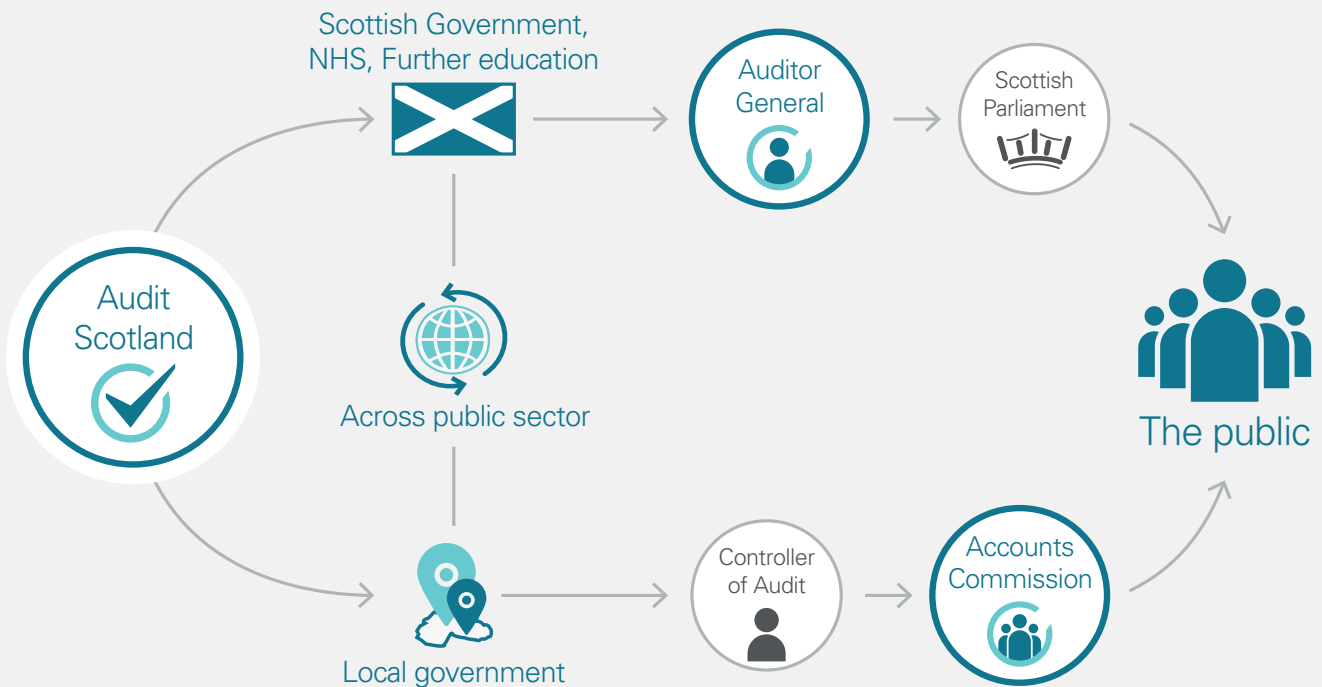 Scottish Government,
NHS, Further education
Auditor
General
Scottish
Parliament
Audit
Scotland
Across public sector
The public
Local government
Controller
of Audit
Accounts
Commission